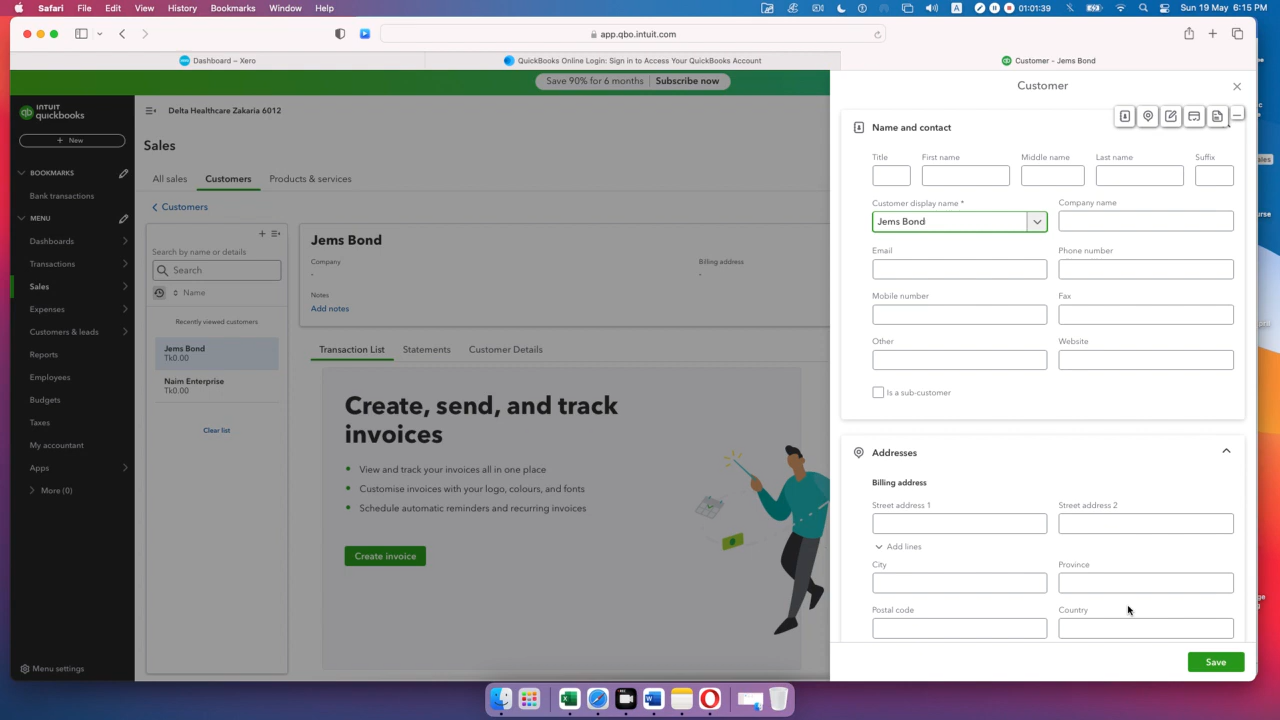 Safari File Edit View History Bookmarks Window Help
01:01:39
A
Sun 19 May 6:15 PM
app.qbo.intuit.com
Dashboard – Xero
QuickBooks Online Login: Sign in to Access Your QuickBooks Account
Customer - Jems Bond
Save 90% for 6 months Subscribe now
INTUIT
quickbooks
Delta Healthcare Zakaria 6012
+ New
BOOKMARKS
Bank transactions
MENU
Dashboards
Transactions
Sales
Expenses
Customers & leads
Reports
Employees
Budgets
Taxes
My accountant
Apps
More (0)
Menu settings
Sales
All sales
Customers
Products & services
Customers
Search by name or details
Search
Name
Recently viewed customers
Jems Bond
Tk0.00
Naim Enterprise
Tk0.00
Clear list
Jems Bond
Company
-
Billing address
-
Notes
Add notes
Transaction List
Statements
Customer Details
Create, send, and track
invoices
View and track your invoices all in one place
Customise invoices with your logo, colours, and fonts
Schedule automatic reminders and recurring invoices
Create invoice
Customer
Name and contact
Title
First name
Middle name
Last name
Suffix
Customer display name *
Jems Bond
Company name
Email
Phone number
Mobile number
Fax
Other
Website
Is a sub-customer
Addresses
Billing address
Street address 1
Street address 2
Add lines
City
Province
Postal code
Country
Save